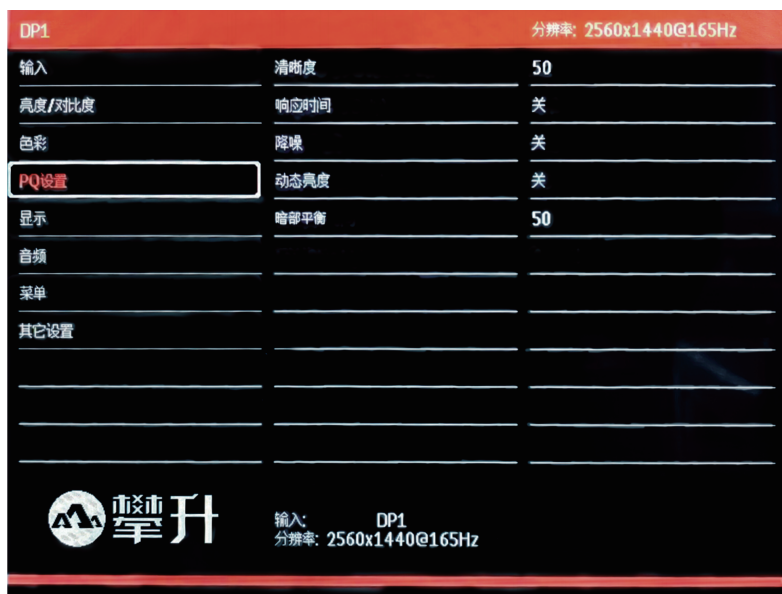 DP1 分辨率: 2560x1440@165Hz
输入 清晰度 50
亮度/对比度 响应时间 关
色彩 降噪 关
PQ设置 动态亮度 关
显示 暗部平衡 50
音频
菜单
其它设置
攀升
输入: DP1
分辨率: 2560x1440@165Hz